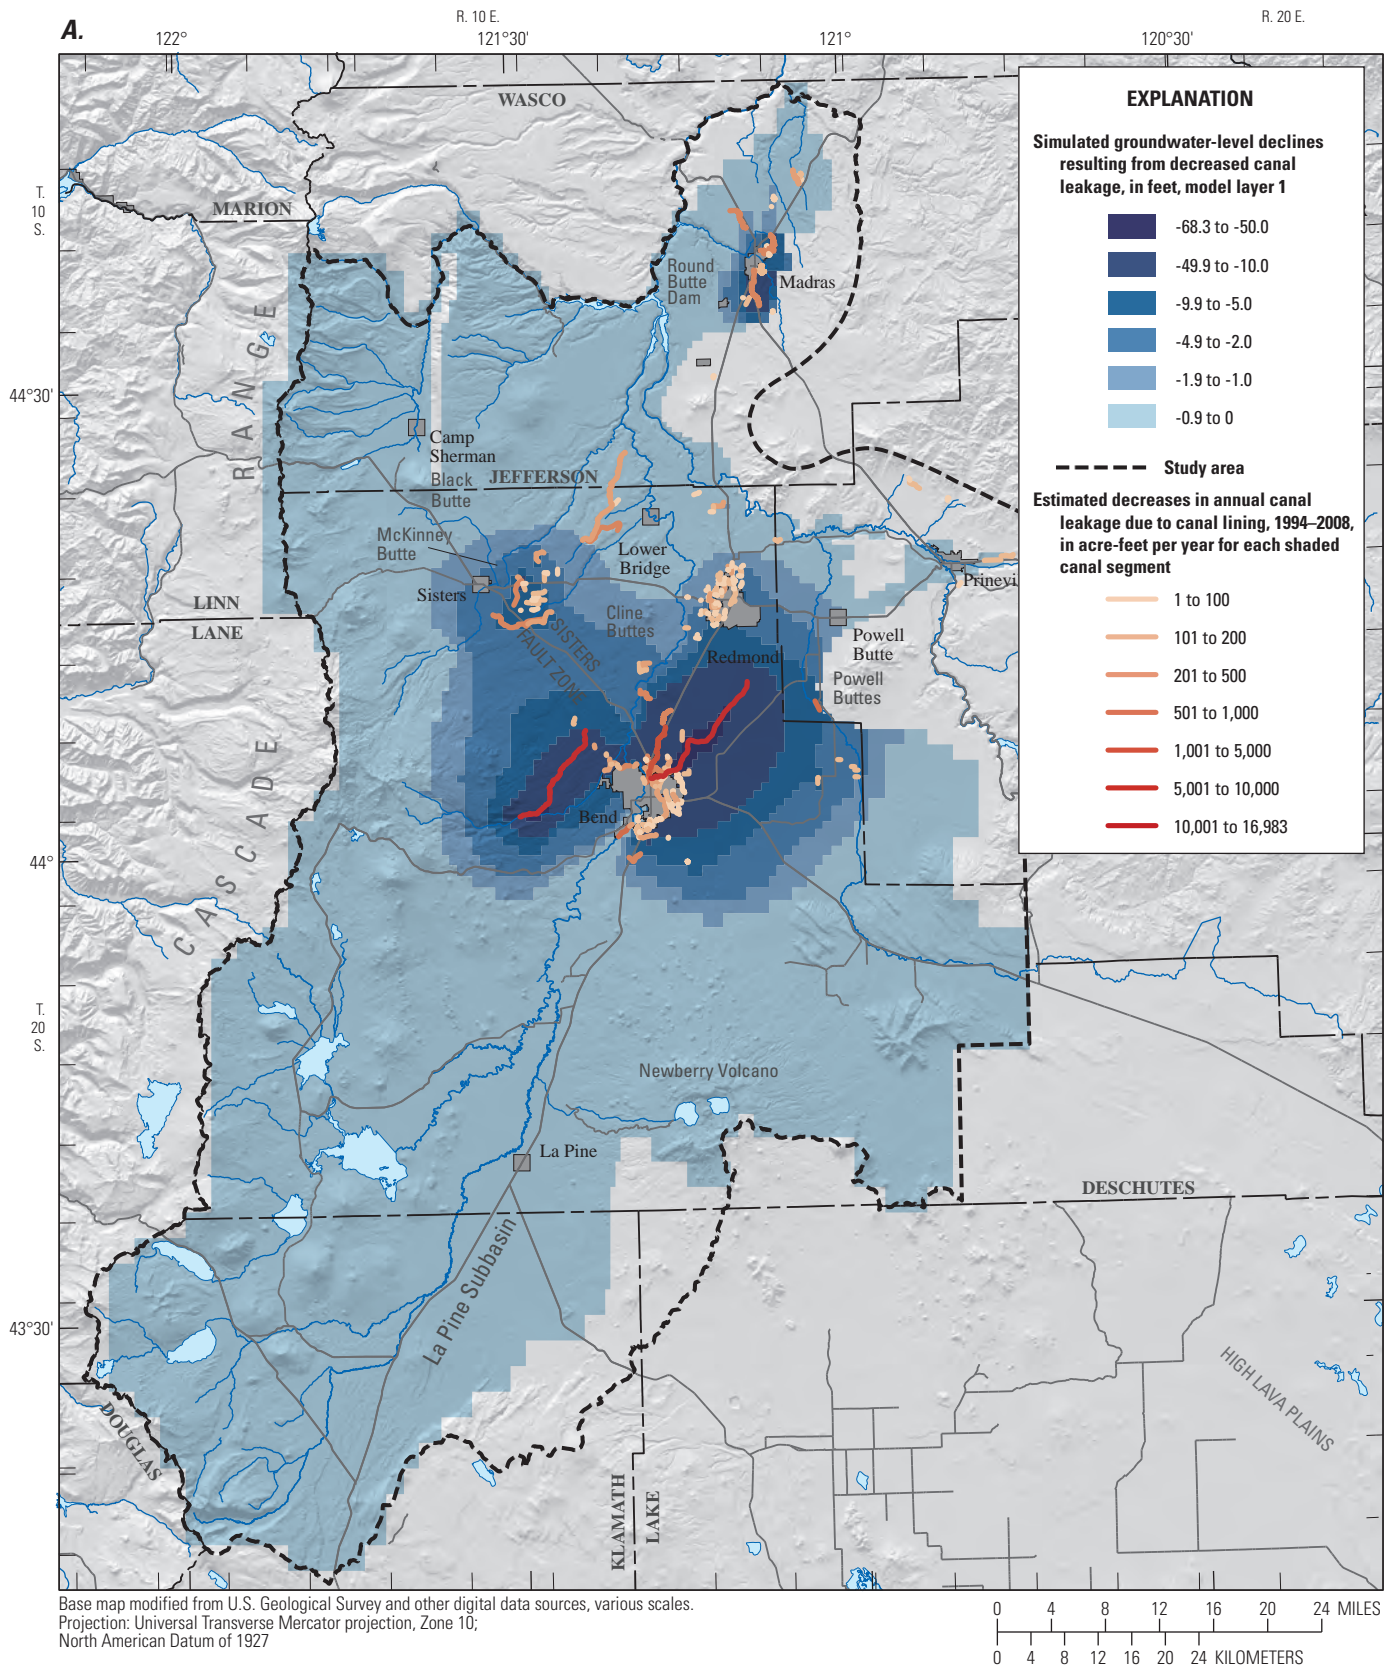 A.
R. 10 E.
R. 20 E.
122°
121°30'
121°
120°30'
WASCO
EXPLANATION
Simulated groundwater-level declines
resulting from decreased canal
leakage, in feet, model layer 1
-68.3 to -50.0
-49.9 to -10.0
-9.9 to -5.0
-4.9 to -2.0
-1.9 to -1.0
-0.9 to 0
Study area
Estimated decreases in annual canal
leakage due to canal lining, 1994–2008,
in acre-feet per year for each shaded
canal segment
1 to 100
101 to 200
201 to 500
501 to 1,000
1,001 to 5,000
5,001 to 10,000
10,001 to 16,983
T.
10
S.
MARION
Round
Butte
Dam
Madras
44°30'
CASCADE RANGE
Camp
Sherman
Black
Butte
JEFFERSON
McKinney
Butte
Lower
Bridge
Sisters
Prinevi
LINN
LANE
Cline
Buttes
SISTERS
FAULT ZONE
Redmond
Powell
Butte
Powell
Buttes
Bend
44°
T.
20
S.
Newberry Volcano
La Pine
DESCHUTES
La Pine Subbasin
43°30'
HIGH LAVA PLAINS
DOUGLAS
KLAMATH
LAKE
Base map modified from U.S. Geological Survey and other digital data sources, various scales.
Projection: Universal Transverse Mercator projection, Zone 10;
North American Datum of 1927
0 4 8 12 16 20 24 MILES
0 4 8 12 16 20 24 KILOMETERS